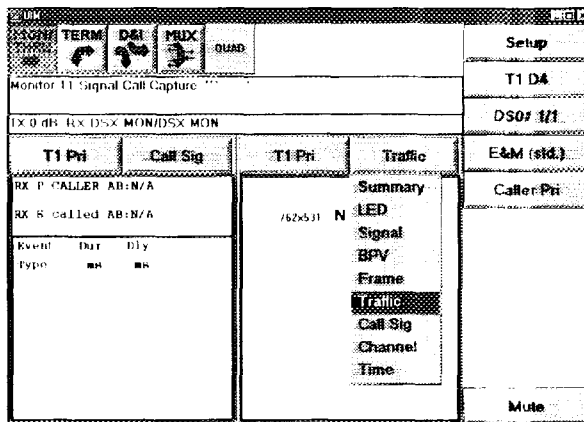 TERM D&I MUX QUAD
Monitor T1 Signal Call Capture
TX 0 dB RX DSX MON/DSX MON
T1 Pri Call Sig T1 Pri Traffic
RX P CALLER AB:N/A
RX S called AB:N/A
Event Dur Dly
Type ms ms
762x531 N
Summary
LED
Signal
BPV
Frame
Traffic
Call Sig
Channel
Time
Setup
T1 D4
DS0# 1/1
E&M (std.)
Caller Pri
Mute